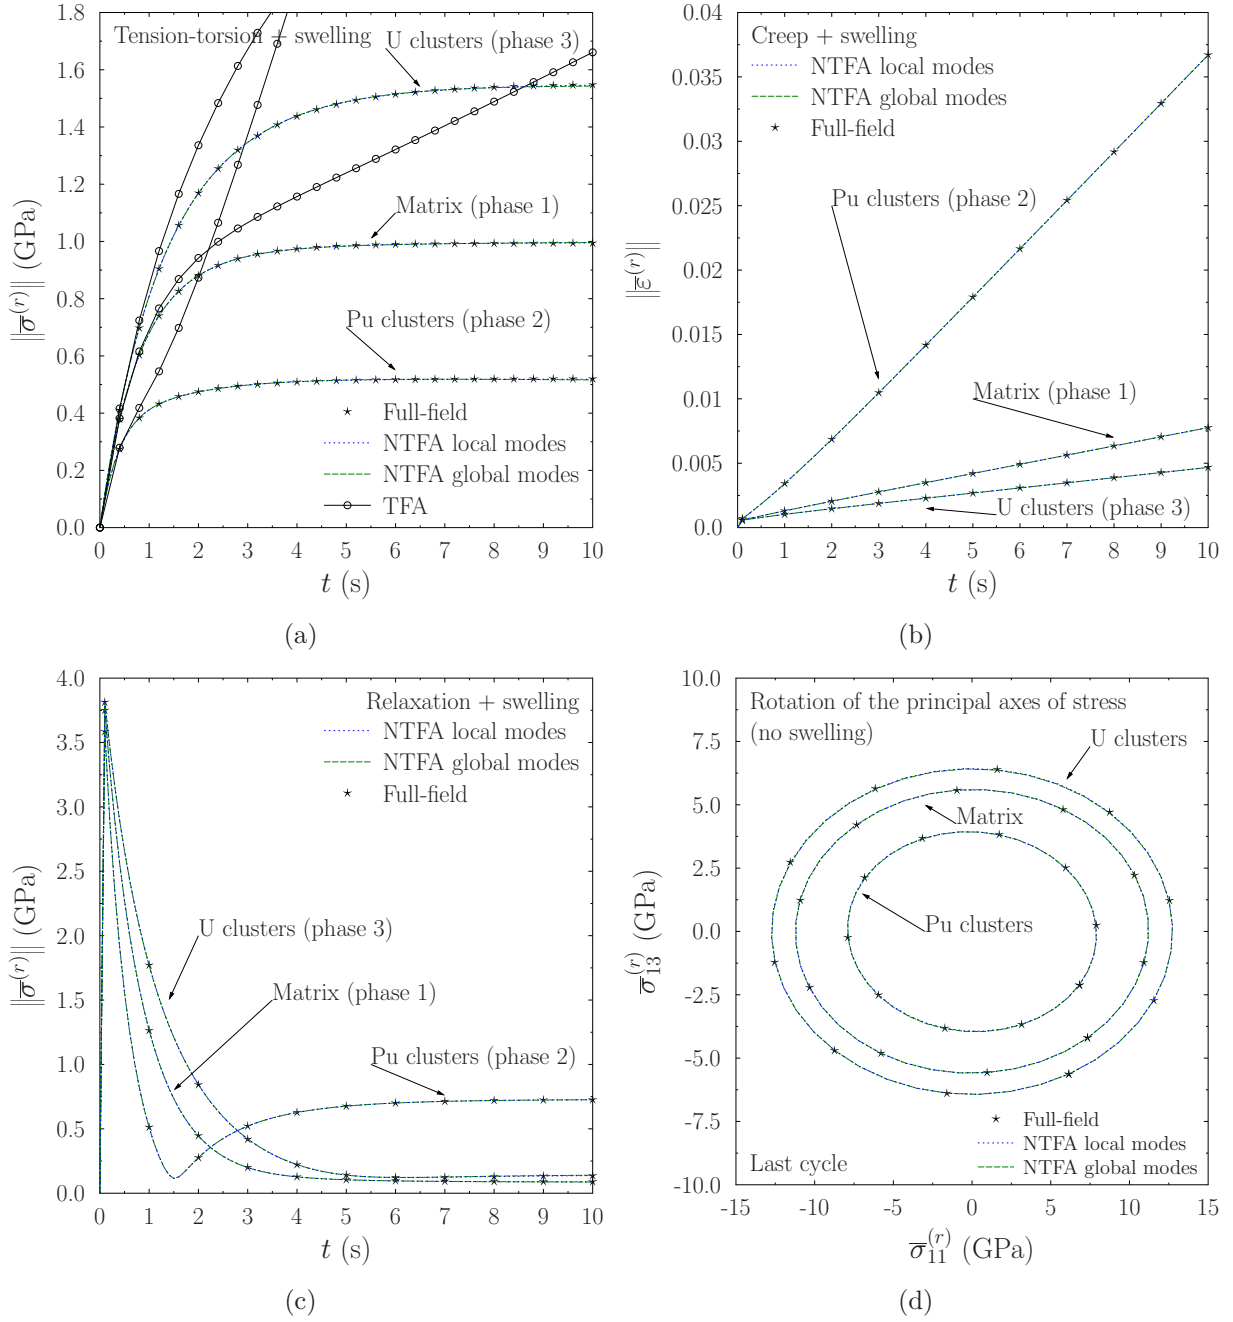 Tension-torsion + swelling
U clusters (phase 3)
Matrix (phase 1)
Pu clusters (phase 2)
Full-field
NTFA local modes
NTFA global modes
TFA
1.8
1.6
1.4
1.2
1.0
0.8
0.6
0.4
0.2
0.0
0 1 2 3 4 5 6 7 8 9 10
‖σ̿^(r)‖ (GPa)
t (s)
(a)
Creep + swelling
NTFA local modes
NTFA global modes
Full-field
Pu clusters (phase 2)
Matrix (phase 1)
U clusters (phase 3)
0.04
0.035
0.03
0.025
0.02
0.015
0.01
0.005
0.0
0 1 2 3 4 5 6 7 8 9 10
‖ε̿^(r)‖
t (s)
(b)
Relaxation + swelling
NTFA local modes
NTFA global modes
Full-field
U clusters (phase 3)
Matrix (phase 1)
Pu clusters (phase 2)
4.0
3.5
3.0
2.5
2.0
1.5
1.0
0.5
0.0
0 1 2 3 4 5 6 7 8 9 10
‖σ̿^(r)‖ (GPa)
t (s)
(c)
Rotation of the principal axes of stress
(no swelling)
U clusters
Matrix
Pu clusters
Full-field
NTFA local modes
NTFA global modes
Last cycle
10.0
7.5
5.0
2.5
0.0
-2.5
-5.0
-7.5
-10.0
-15 -10 -5 0 5 10 15
σ̅₁₃^(r) (GPa)
σ̅₁₁^(r) (GPa)
(d)